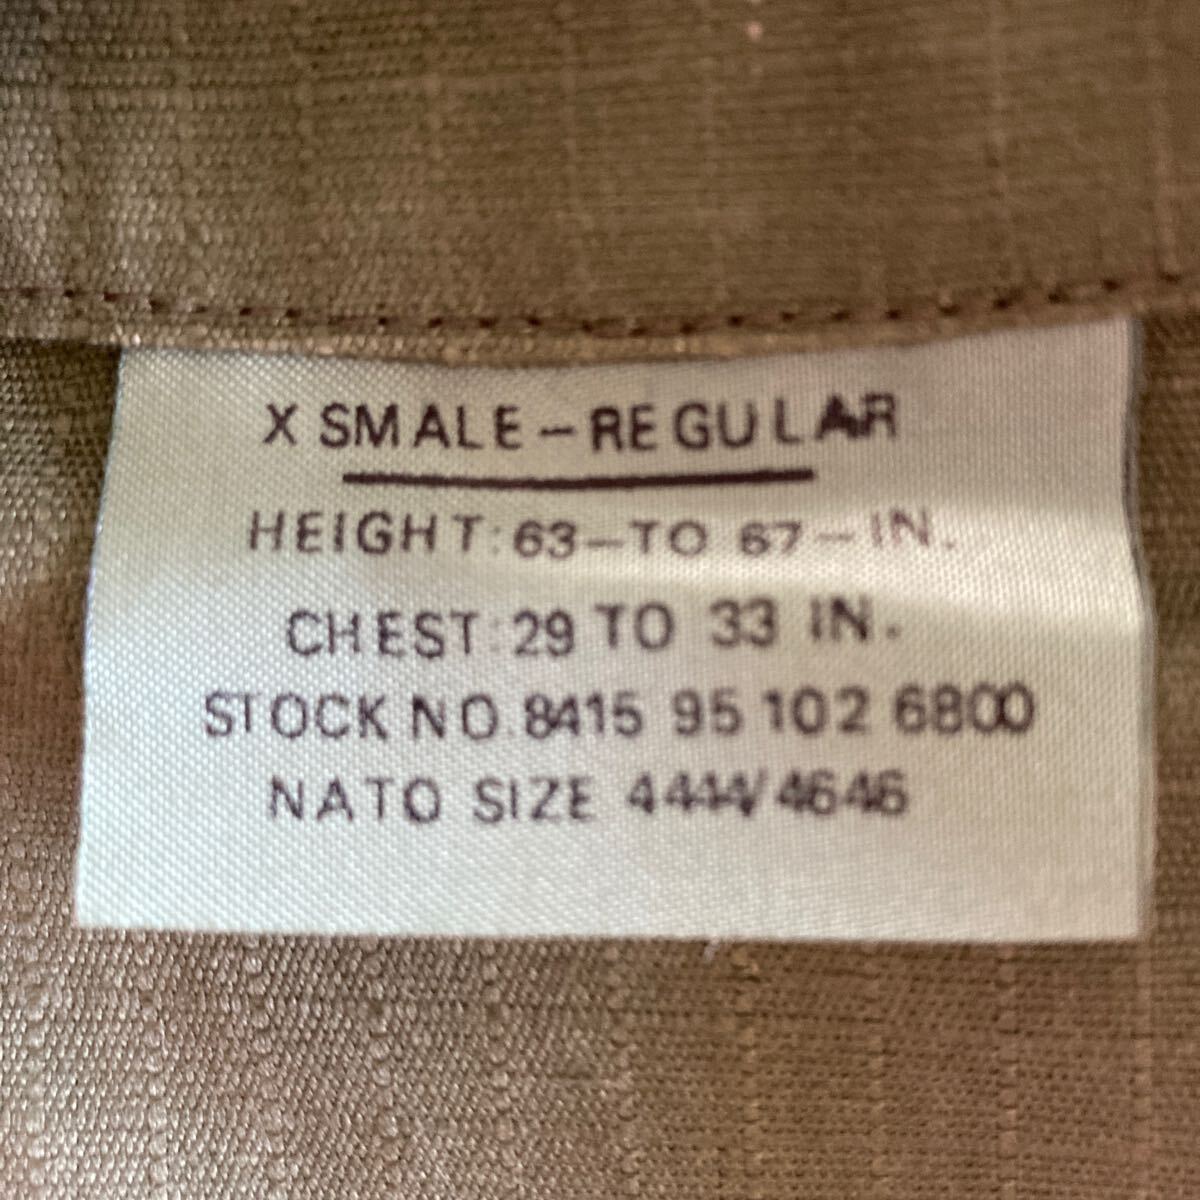 X SMALE-REGULAR
HEIGHT: 63-TO 67-IN.
CHEST: 29 TO 33 IN.
STOCK NO. 8415 95 102 6800
NATO SIZE 4444/4646